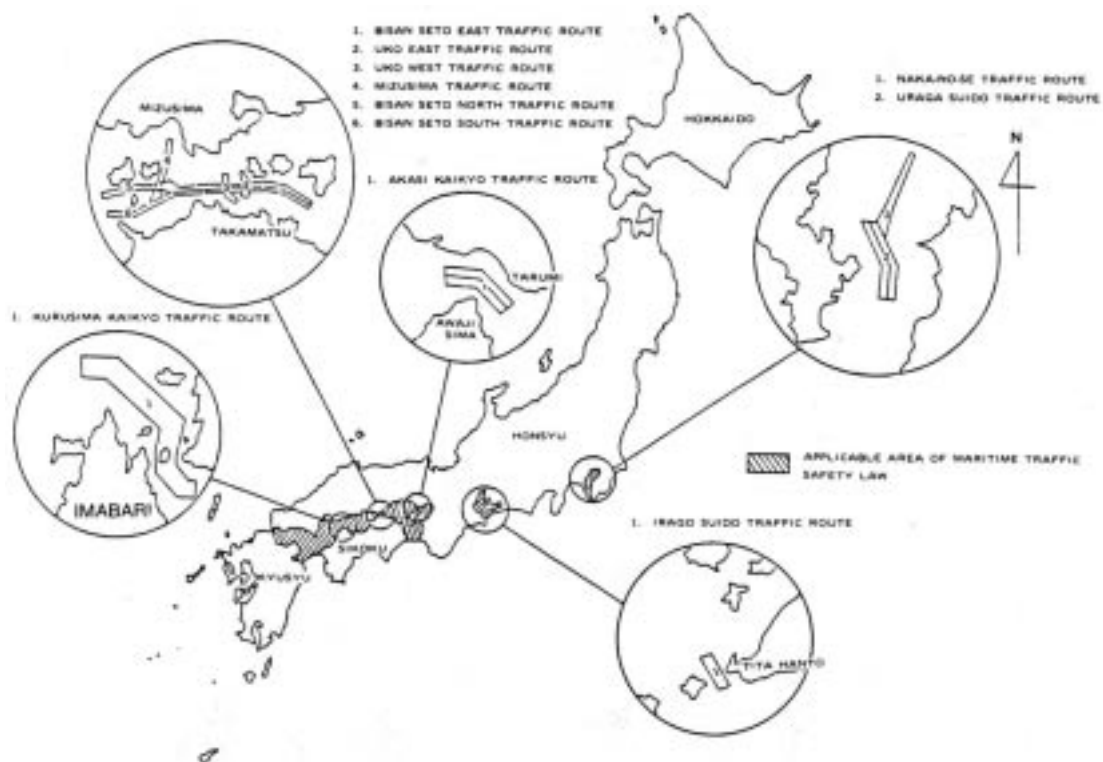 1. BISAN SETO EAST TRAFFIC ROUTE
2. UKO EAST TRAFFIC ROUTE
3. UKO WEST TRAFFIC ROUTE
4. MIZUSIMA TRAFFIC ROUTE
5. BISAN SETO NORTH TRAFFIC ROUTE
6. BISAN SETO SOUTH TRAFFIC ROUTE
1. NAKA-NO-SE TRAFFIC ROUTE
2. URAGA SUIDO TRAFFIC ROUTE
MIZUSIMA
TAKAMATSU
HOKKAIDO
N
1. AKASI KAIKYO TRAFFIC ROUTE
TARUMI
AWAJI
SIMA
1. KURUSIMA KAIKYO TRAFFIC ROUTE
IMABARI
HONSYU
APPLICABLE AREA OF MARITIME TRAFFIC
SAFETY LAW
SIKOKU
KYUSYU
1. IRAGO SUIDO TRAFFIC ROUTE
TITA HANTO